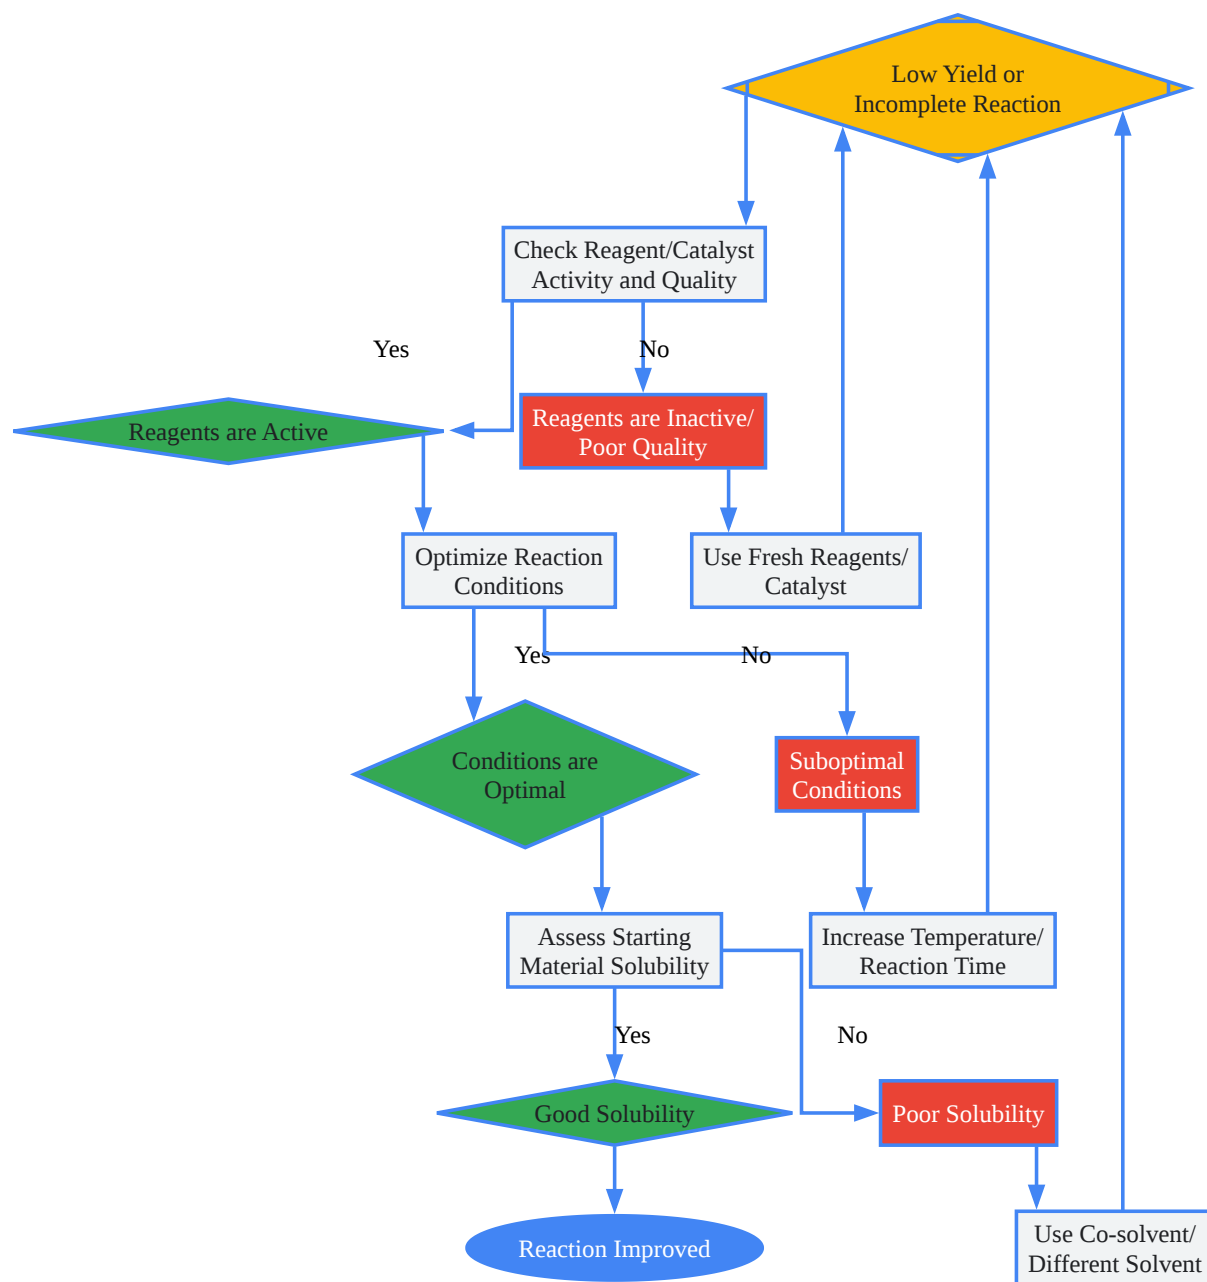 Low Yield or
Incomplete Reaction
Check Reagent/Catalyst
Activity and Quality
Yes
No
Reagents are Active
Reagents are Inactive/
Poor Quality
Optimize Reaction
Conditions
Use Fresh Reagents/
Catalyst
Yes
No
Conditions are
Optimal
Suboptimal
Conditions
Assess Starting
Material Solubility
Increase Temperature/
Reaction Time
Yes
No
Good Solubility
Poor Solubility
Reaction Improved
Use Co-solvent/
Different Solvent